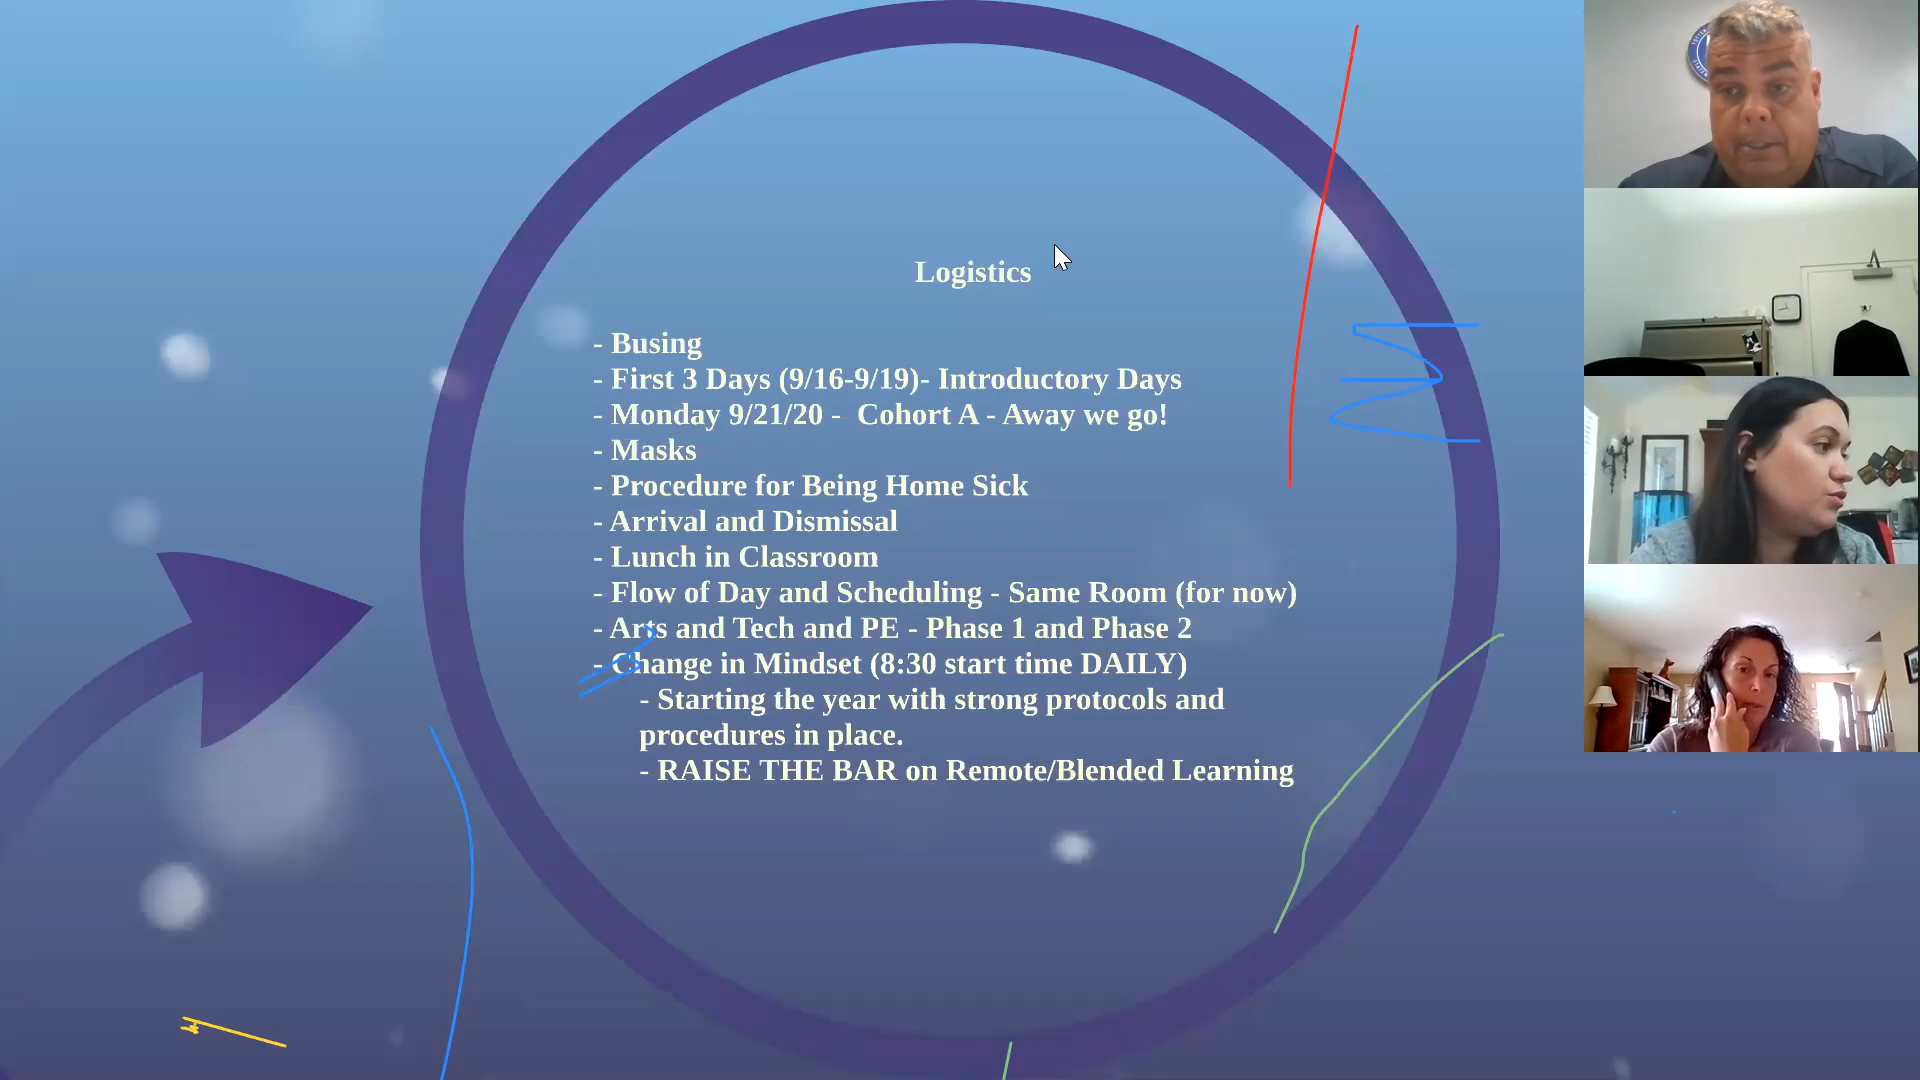 Logistics
- Busing
- First 3 Days (9/16-9/19)- Introductory Days
- Monday 9/21/20 -  Cohort A - Away we go!
- Masks
- Procedure for Being Home Sick
- Arrival and Dismissal
- Lunch in Classroom
- Flow of Day and Scheduling - Same Room (for now)
- Arts and Tech and PE - Phase 1 and Phase 2
- Change in Mindset (8:30 start time DAILY)
- Starting the year with strong protocols and
procedures in place.
- RAISE THE BAR on Remote/Blended Learning